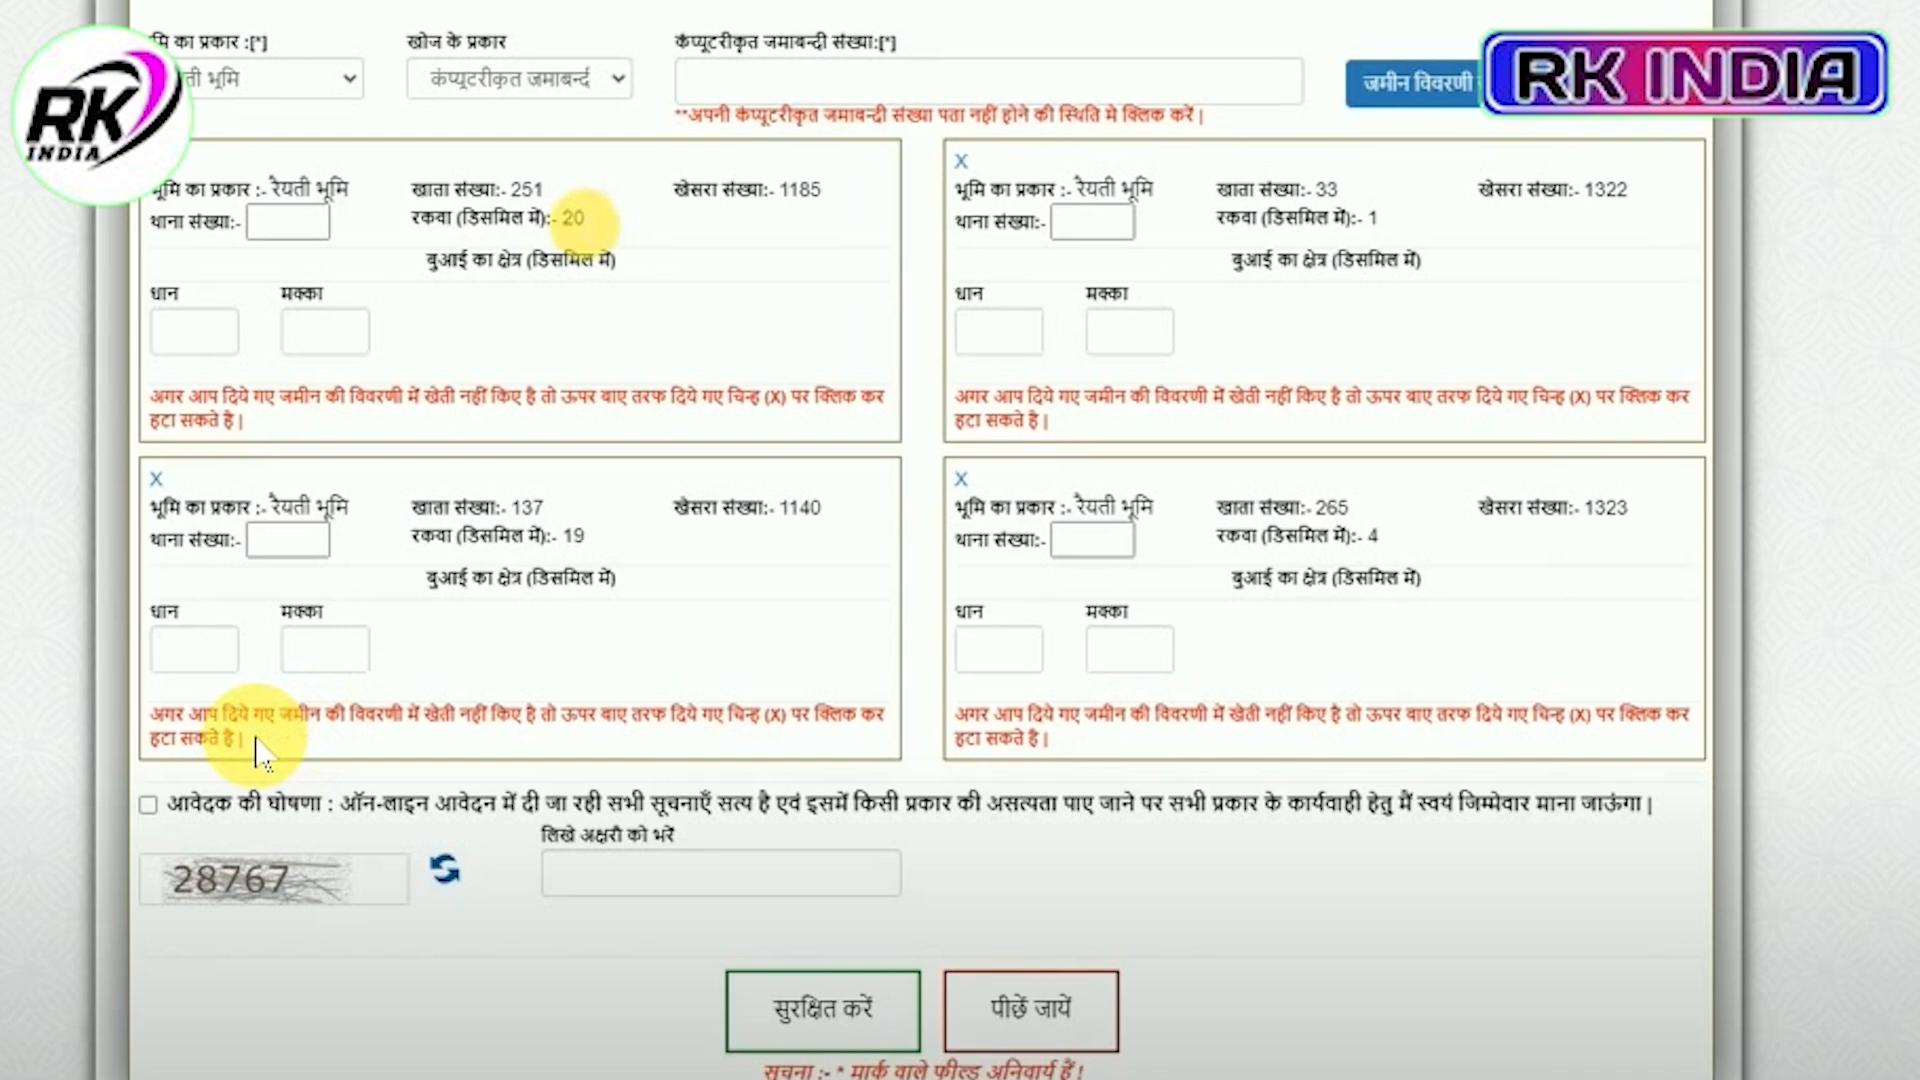 मि का प्रकार :[*] खोज के प्रकार कंप्यूटरीकृत जमाबन्दी संख्या:[*]
ती भूमि कंप्यूटरीकृत जमाबन्द
जमीन विवरणी
RK INDIA
RK
INDIA
**अपनी कंप्यूटरीकृत जमाबन्दी संख्या पता नहीं होने की स्थिति मे क्लिक करें |
भूमि का प्रकार :- रैयती भूमि खाता संख्या:- 251 खेसरा संख्या:- 1185
थाना संख्या:- रकवा (डिसमिल में):- 20
बुआई का क्षेत्र (डिसमिल में)
धान मक्का
अगर आप दिये गए जमीन की विवरणी में खेती नहीं किए है तो ऊपर बाए तरफ दिये गए चिन्ह (X) पर क्लिक कर
हटा सकते है |
X
भूमि का प्रकार :- रैयती भूमि खाता संख्या:- 33 खेसरा संख्या:- 1322
थाना संख्या:- रकवा (डिसमिल में):- 1
बुआई का क्षेत्र (डिसमिल में)
धान मक्का
अगर आप दिये गए जमीन की विवरणी में खेती नहीं किए है तो ऊपर बाए तरफ दिये गए चिन्ह (X) पर क्लिक कर
हटा सकते है |
X
भूमि का प्रकार :- रैयती भूमि खाता संख्या:- 137 खेसरा संख्या:- 1140
थाना संख्या:- रकवा (डिसमिल में):- 19
बुआई का क्षेत्र (डिसमिल में)
धान मक्का
अगर आप दिये गए जमीन की विवरणी में खेती नहीं किए है तो ऊपर बाए तरफ दिये गए चिन्ह (X) पर क्लिक कर
हटा सकते है |
X
भूमि का प्रकार :- रैयती भूमि खाता संख्या:- 265 खेसरा संख्या:- 1323
थाना संख्या:- रकवा (डिसमिल में):- 4
बुआई का क्षेत्र (डिसमिल में)
धान मक्का
अगर आप दिये गए जमीन की विवरणी में खेती नहीं किए है तो ऊपर बाए तरफ दिये गए चिन्ह (X) पर क्लिक कर
हटा सकते है |
आवेदक की घोषणा : ऑन-लाइन आवेदन में दी जा रही सभी सूचनाएँ सत्य है एवं इसमें किसी प्रकार की असत्यता पाए जाने पर सभी प्रकार के कार्यवाही हेतु मैं स्वयं जिम्मेवार माना जाऊंगा |
लिखे अक्षरों को भरें
28767
सुरक्षित करें पीछें जायें
सूचना :- * मार्क वाले फील्ड अनिवार्य हैं !